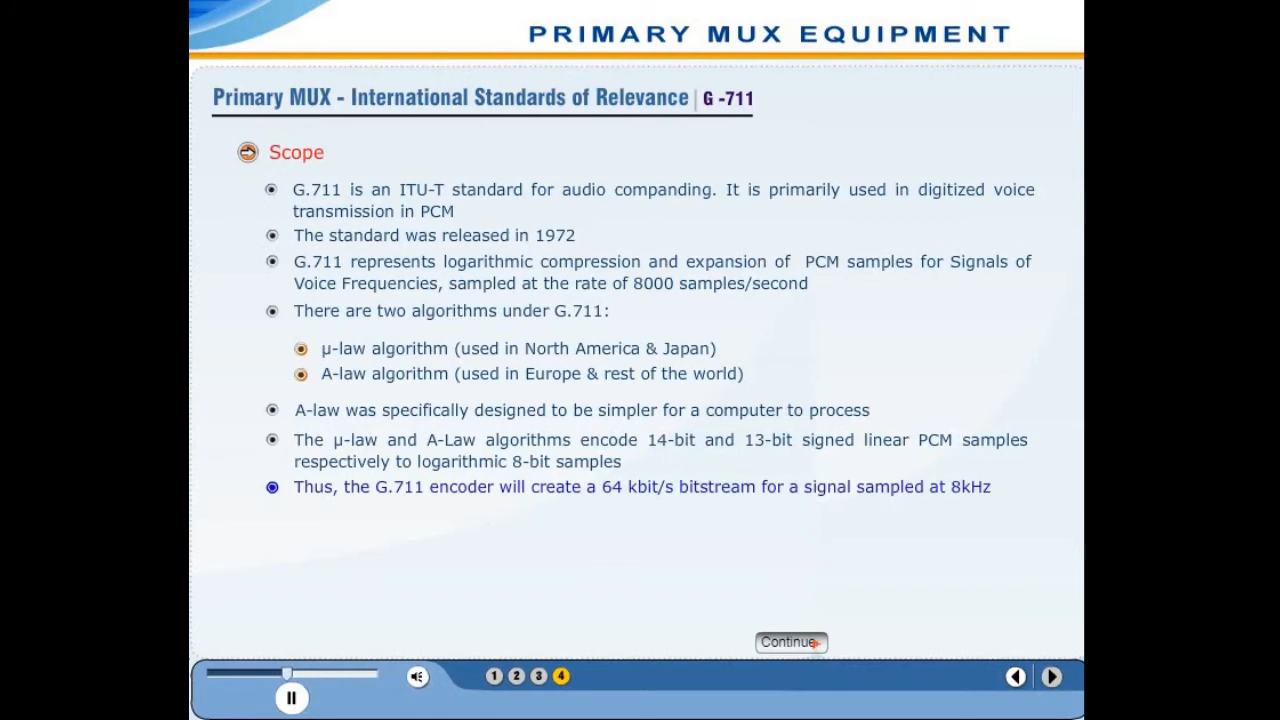 PRIMARY MUX EQUIPMENT
Primary MUX - International Standards of Relevance | G -711
Scope
G.711 is an ITU-T standard for audio companding. It is primarily used in digitized voice
transmission in PCM
The standard was released in 1972
G.711 represents logarithmic compression and expansion of PCM samples for Signals of
Voice Frequencies, sampled at the rate of 8000 samples/second
There are two algorithms under G.711:
µ-law algorithm (used in North America & Japan)
A-law algorithm (used in Europe & rest of the world)
A-law was specifically designed to be simpler for a computer to process
The µ-law and A-Law algorithms encode 14-bit and 13-bit signed linear PCM samples
respectively to logarithmic 8-bit samples
Thus, the G.711 encoder will create a 64 kbit/s bitstream for a signal sampled at 8kHz
Continue
1 2 3 4